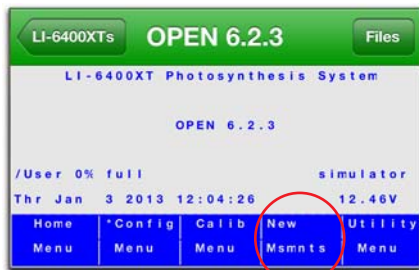 LI-6400XTs OPEN 6.2.3 Files
LI-6400XT Photosynthesis System
OPEN 6.2.3
/User 0% full simulator
Thr Jan 3 2013 12:04:26 12.46V
Home *Config Calib New Utility
Menu Menu Menu Msmnts Menu